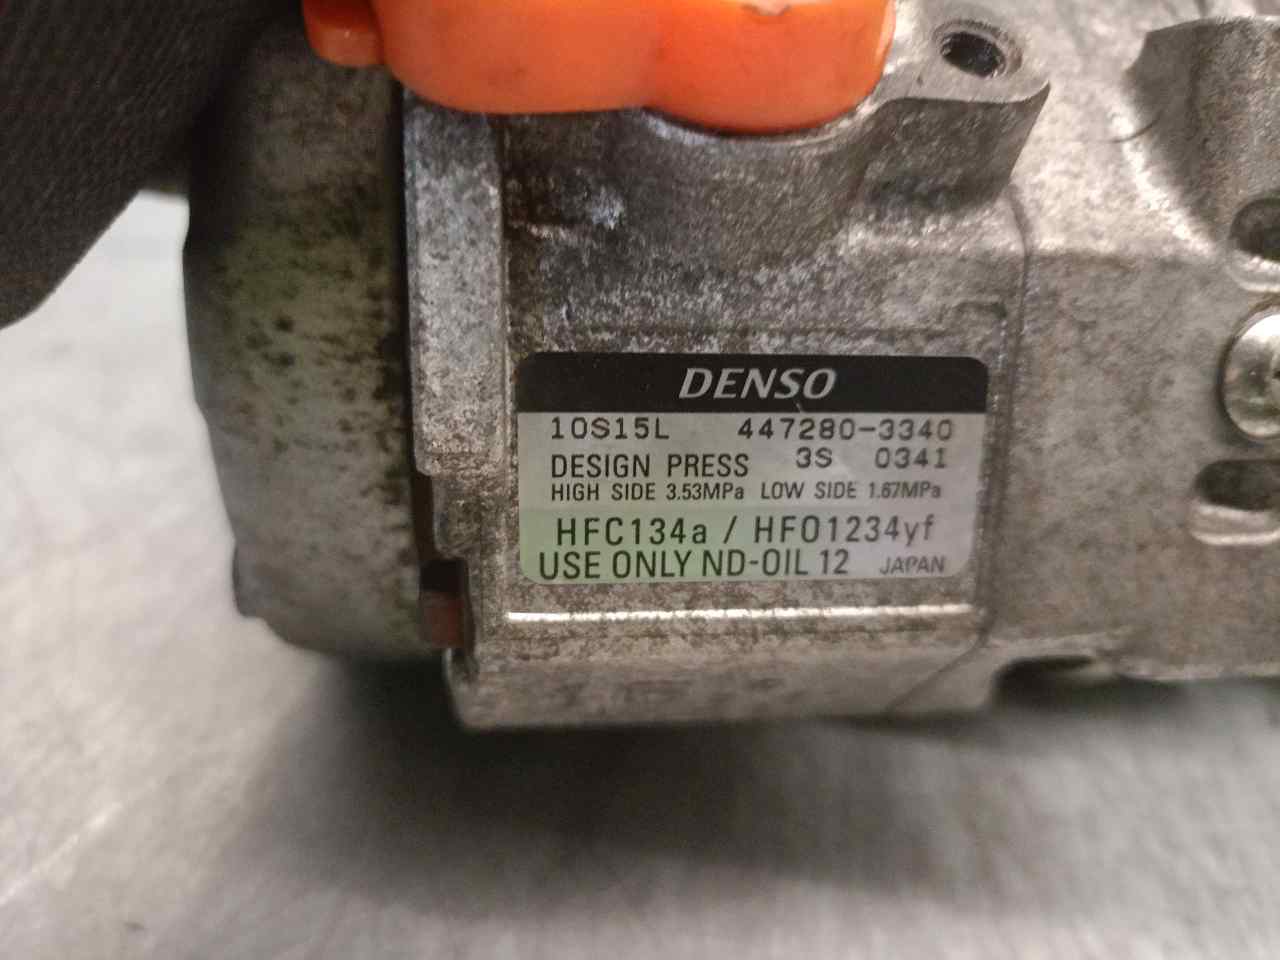 DENSO
10S15L 447280-3340
DESIGN PRESS 3S 0341
HIGH SIDE 3.53MPa LOW SIDE 1.67MPa
HFC134a / HFO1234yf
USE ONLY ND-OIL 12 JAPAN